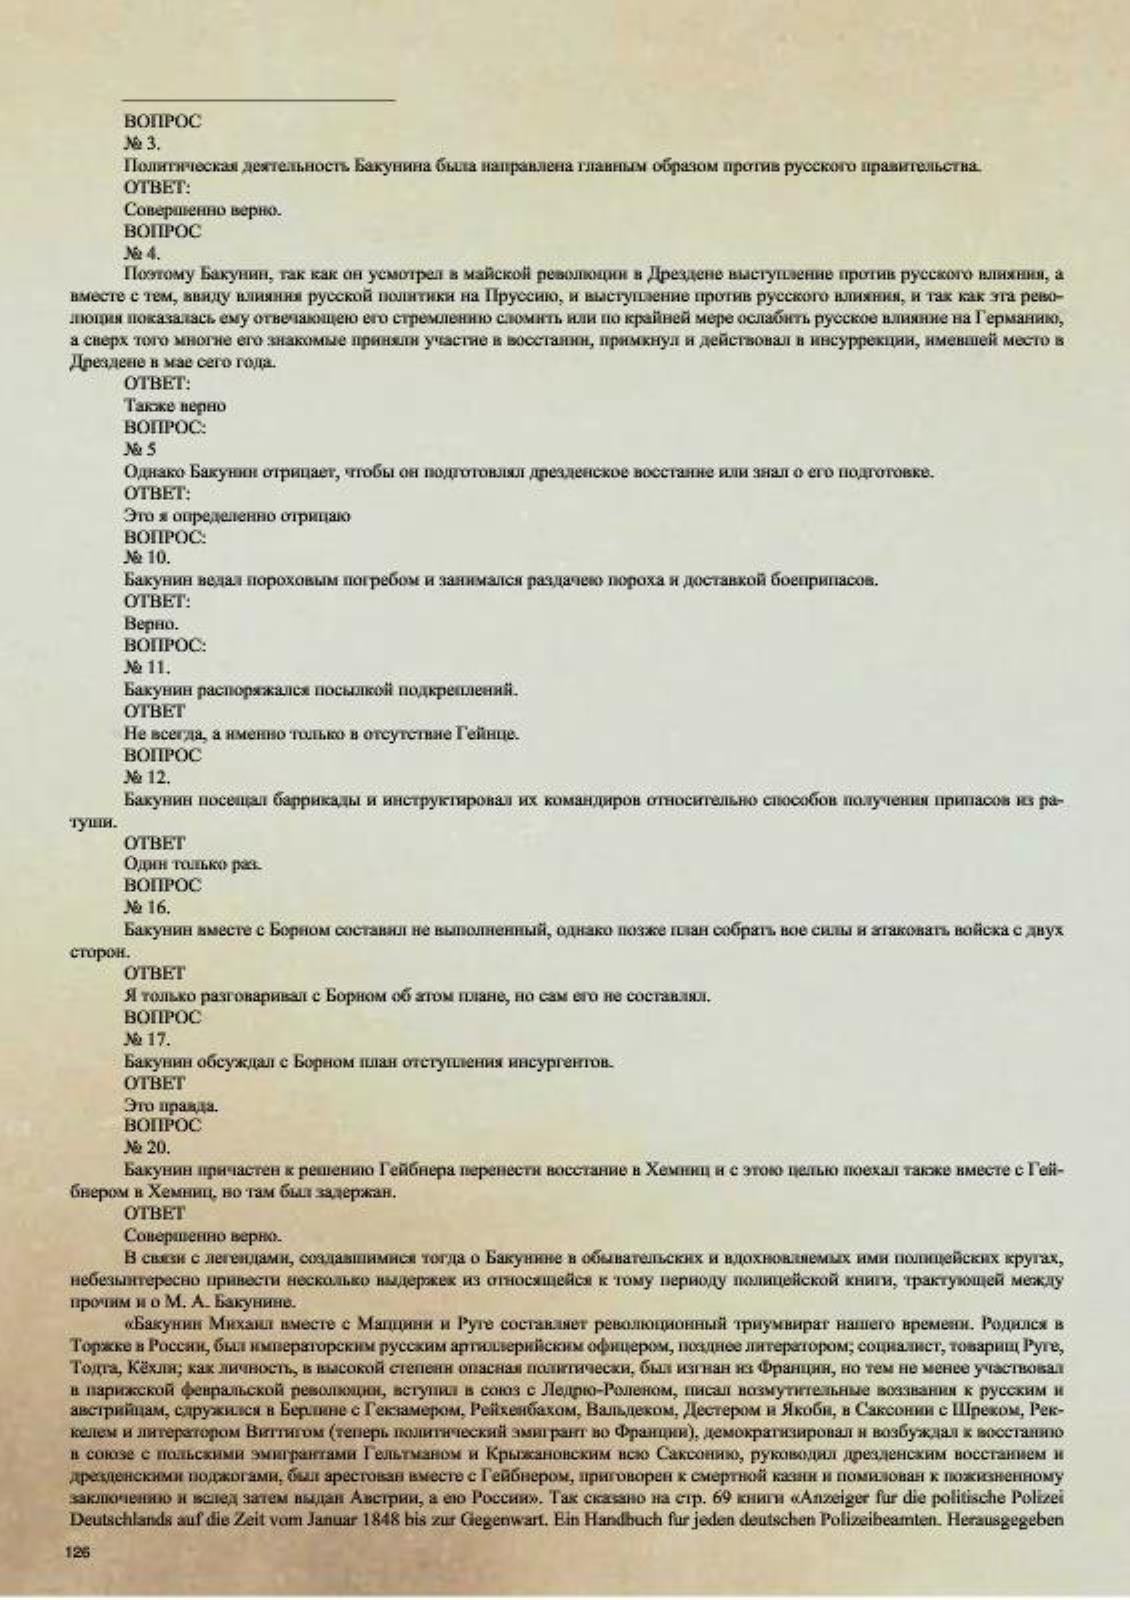 ВОПРОС
№ 3.
Политическая деятельность Бакунина была направлена главным образом против русского правительства.
ОТВЕТ:
Совершенно верно.
ВОПРОС
№ 4.
Поэтому Бакунин, так как он усмотрел в майской революции в Дрездене выступление против русского влияния, а
вместе с тем, ввиду влияния русской политики на Пруссию, и выступление против русского влияния, и так как эта рево-
люция показалась ему отвечающею его стремлению сломить или по крайней мере ослабить русское влияние на Германию,
а сверх того многие его знакомые приняли участие в восстании, примкнул и действовал в инсуррекции, имевшей место в
Дрездене в мае сего года.
ОТВЕТ:
Также верно
ВОПРОС:
№ 5
Однако Бакунин отрицает, чтобы он подготовлял дрезденское восстание или знал о его подготовке.
ОТВЕТ:
Это я определенно отрицаю
ВОПРОС:
№ 10.
Бакунин ведал пороховым погребом и занимался раздачею пороха и доставкой боеприпасов.
ОТВЕТ:
Верно.
ВОПРОС:
№ 11.
Бакунин распоряжался посылкой подкреплений.
ОТВЕТ
Не всегда, а именно только в отсутствие Гейнце.
ВОПРОС
№ 12.
Бакунин посещал баррикады и инструктировал их командиров относительно способов получения припасов из ра-
туши.
ОТВЕТ
Один только раз.
ВОПРОС
№ 16.
Бакунин вместе с Борном составил не выполненный, однако позже план собрать вое силы и атаковать войска с двух
сторон.
ОТВЕТ
Я только разговаривал с Борном об атом плане, но сам его не составлял.
ВОПРОС
№ 17.
Бакунин обсуждал с Борном план отступления инсургентов.
ОТВЕТ
Это правда.
ВОПРОС
№ 20.
Бакунин причастен к решению Гейбнера перенести восстание в Хемниц и с этою целью поехал также вместе с Гей-
бнером в Хемниц, но там был задержан.
ОТВЕТ
Совершенно верно.
В связи с легендами, создавшимися тогда о Бакунине в обывательских и вдохновляемых ими полицейских кругах,
небезынтересно привести несколько выдержек из относящейся к тому периоду полицейской книги, трактующей между
прочим и о М. А. Бакунине.
«Бакунин Михаил вместе с Маццини и Руге составляет революционный триумвират нашего времени. Родился в
Торжке в России, был императорским русским артиллерийским офицером, позднее литератором; социалист, товарищ Руге,
Тодта, Кёхли; как личность, в высокой степени опасная политически, был изгнан из Франции, но тем не менее участвовал
в парижской февральской революции, вступил в союз с Ледрю-Роленом, писал возмутительные воззвания к русским и
австрийцам, сдружился в Берлине с Гекзамером, Рейхенбахом, Вальдеком, Дестером и Якоби, в Саксонии с Шреком, Рек-
келем и литератором Виттигом (теперь политический эмигрант во Франции), демократизировал и возбуждал к восстанию
в союзе с польскими эмигрантами Гельтманом и Крыжановским всю Саксонию, руководил дрезденским восстанием и
дрезденскими поджогами, был арестован вместе с Гейбнером, приговорен к смертной казни и помилован к пожизненному
заключению и вслед затем выдан Австрии, а ею России». Так сказано на стр. 69 книги «Anzeiger fur die politische Polizei
Deutschlands auf die Zeit vom Januar 1848 bis zur Gegenwart. Ein Handbuch fur jeden deutschen Polizeibeamten. Herausgegeben
126